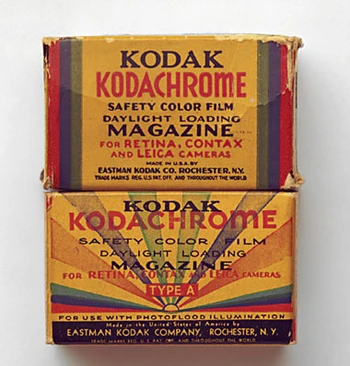 KODAK
KODACHROME
SAFETY COLOR FILM
DAYLIGHT LOADING
MAGAZINE
FOR RETINA, CONTAX
AND LEICA CAMERAS
MADE IN U.S.A. BY
EASTMAN KODAK CO. ROCHESTER, N.Y.
TRADE MARKS REG. U.S. PAT. OFF. AND THROUGHOUT THE WORLD
KODAK
KODACHROME
SAFETY COLOR FILM
DAYLIGHT LOADING
MAGAZINE
FOR RETINA, CONTAX AND LEICA CAMERAS
TYPE A
FOR USE WITH PHOTOFLOOD ILLUMINATION
Made in the United States of America by
EASTMAN KODAK COMPANY, ROCHESTER, N.Y.
TRADE MARKS REG. U.S. PAT. OFF. AND THROUGHOUT THE WORLD